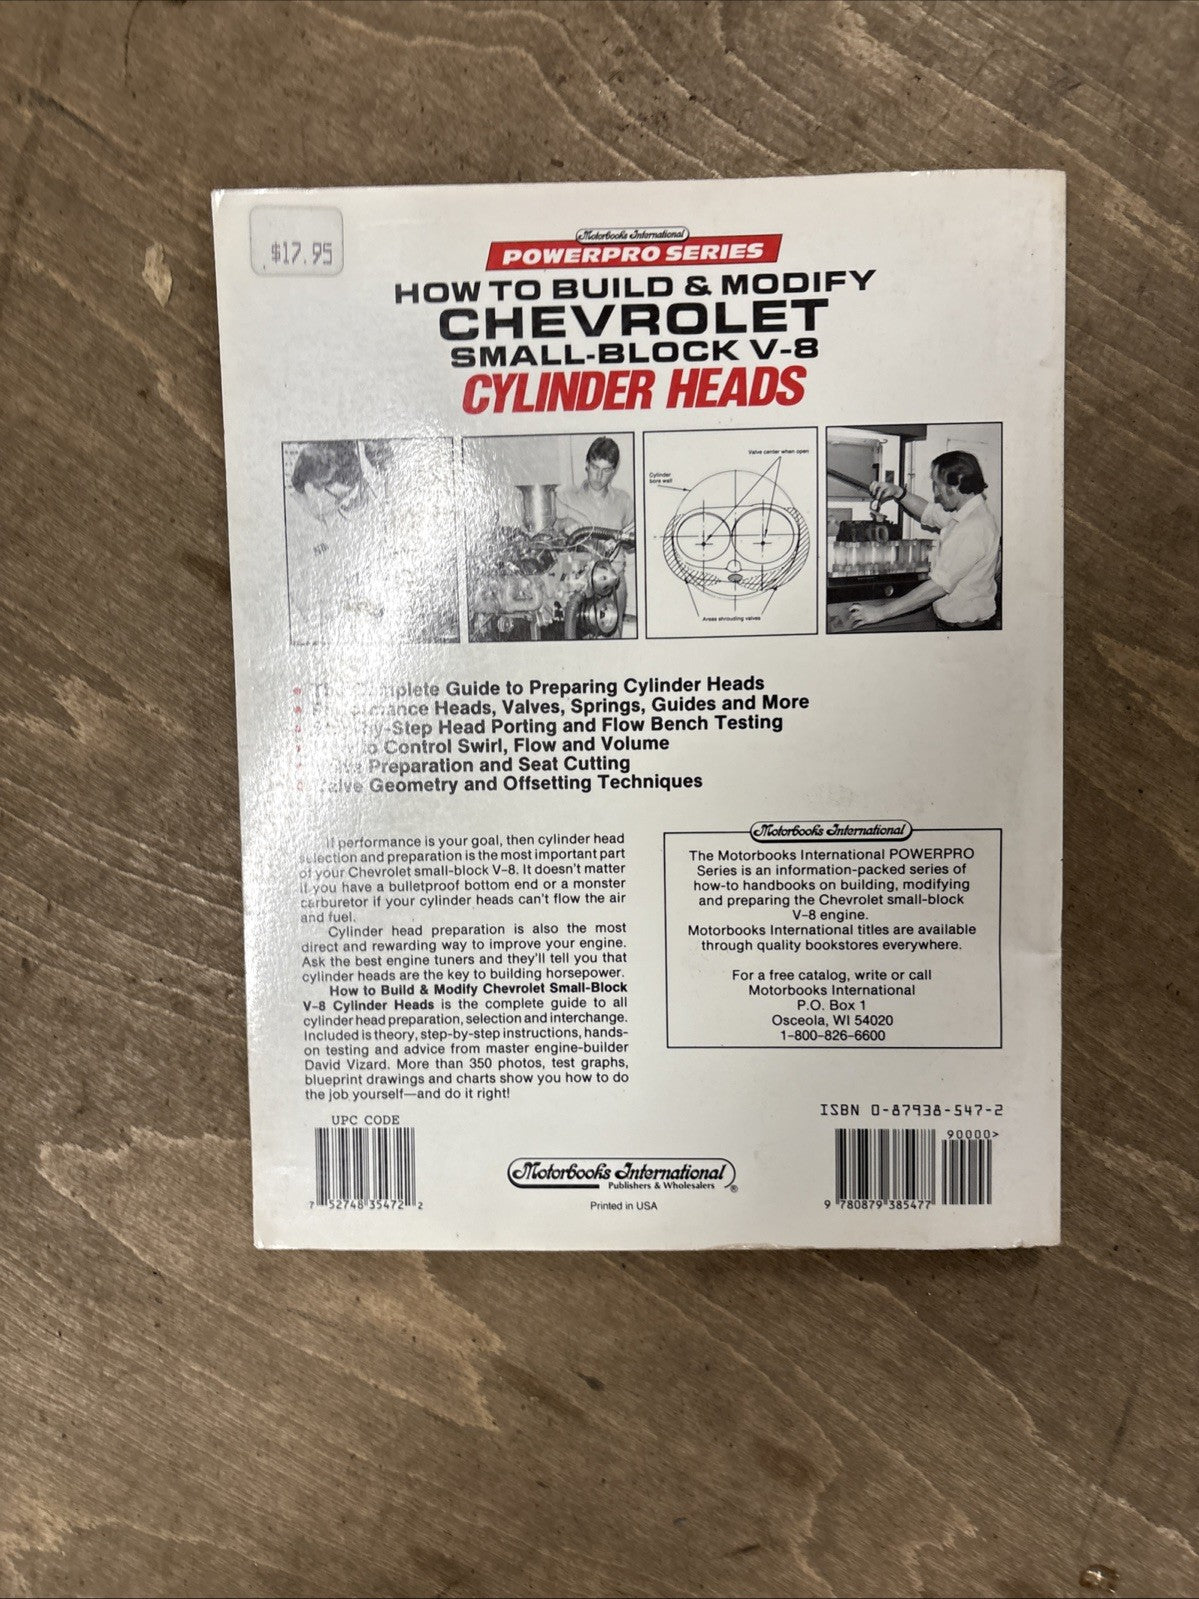 $17.95
Motorbooks International
POWERPRO SERIES
HOW TO BUILD & MODIFY
CHEVROLET
SMALL-BLOCK V-8
CYLINDER HEADS
Valve center when open
Cylinder
bore wall
Areas shrouding valves
The Complete Guide to Preparing Cylinder Heads
Performance Heads, Valves, Springs, Guides and More
Step-by-Step Head Porting and Flow Bench Testing
to Control Swirl, Flow and Volume
Preparation and Seat Cutting
Valve Geometry and Offsetting Techniques
If performance is your goal, then cylinder head
selection and preparation is the most important part
of your Chevrolet small-block V-8. It doesn't matter
if you have a bulletproof bottom end or a monster
carburetor if your cylinder heads can't flow the air
and fuel.
Cylinder head preparation is also the most
direct and rewarding way to improve your engine.
Ask the best engine tuners and they'll tell you that
cylinder heads are the key to building horsepower.
How to Build & Modify Chevrolet Small-Block
V-8 Cylinder Heads is the complete guide to all
cylinder head preparation, selection and interchange.
Included is theory, step-by-step instructions, hands-
on testing and advice from master engine-builder
David Vizard. More than 350 photos, test graphs,
blueprint drawings and charts show you how to do
the job yourself—and do it right!
Motorbooks International
The Motorbooks International POWERPRO
Series is an information-packed series of
how-to handbooks on building, modifying
and preparing the Chevrolet small-block
V-8 engine.
Motorbooks International titles are available
through quality bookstores everywhere.
For a free catalog, write or call
Motorbooks International
P.O. Box 1
Osceola, WI 54020
1-800-826-6600
UPC CODE
7 52748 35472 2
Motorbooks International
Publishers & Wholesalers ®
Printed in USA
ISBN 0-87938-547-2
90000>
9 780879 385477